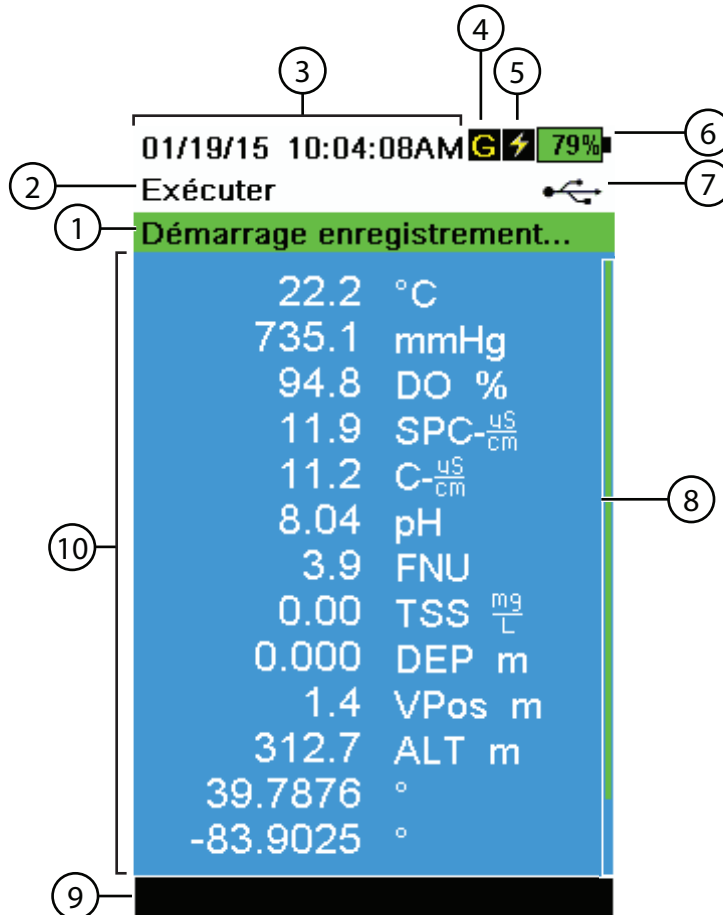 4
3
5
01/19/15 10:04:08AM G 79% 6
2 Exécuter 7
1 Démarrage enregistrement...
22.2 °C
735.1 mmHg
94.8 DO %
11.9 SPC-uS/cm
11.2 C-uS/cm
8
8.04 pH
10
3.9 FNU
0.00 TSS mg/L
0.000 DEP m
1.4 VPos m
312.7 ALT m
39.7876 °
-83.9025 °
9